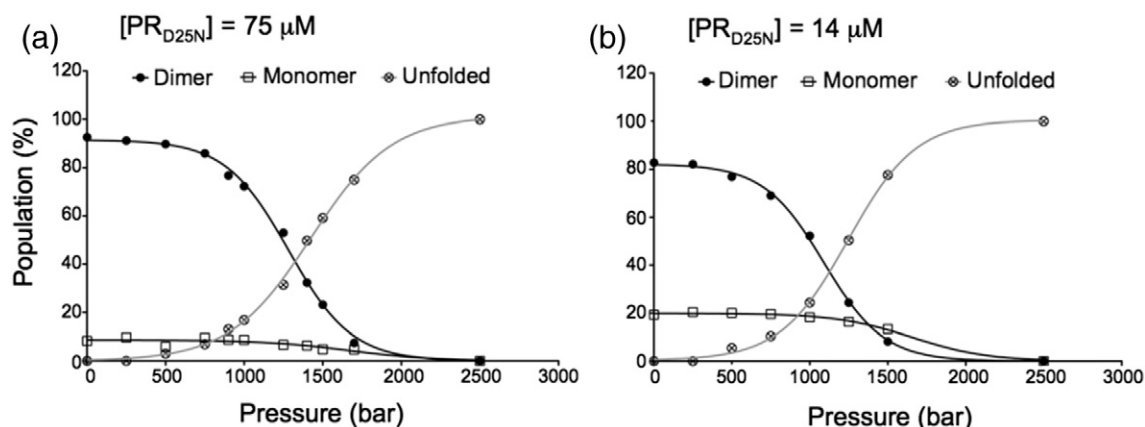 (a) [PR_D25N] = 75 μM
Dimer Monomer Unfolded
Population (%)
120
100
80
60
40
20
0
0 500 1000 1500 2000 2500 3000
Pressure (bar)
(b) [PR_D25N] = 14 μM
Dimer Monomer Unfolded
120
100
80
60
40
20
0
0 500 1000 1500 2000 2500 3000
Pressure (bar)